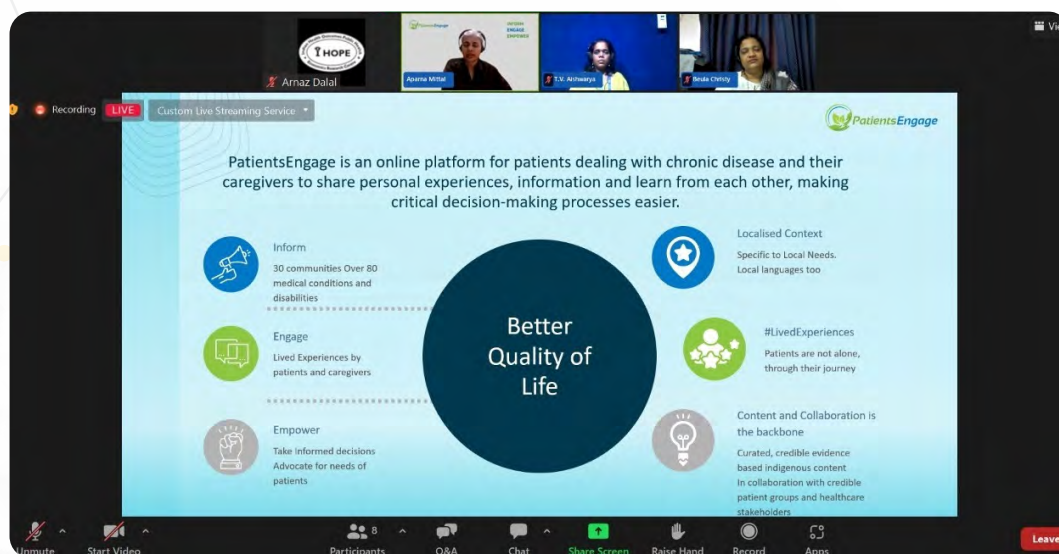 I HOPE
Arnaz Dalal
PatientsEngage
INFORM
ENGAGE
EMPOWER
Aparna Mittal
T.V. Aishwarya
Beula Christy
Recording
LIVE
Custom Live Streaming Service
PatientsEngage
PatientsEngage is an online platform for patients dealing with chronic disease and their
caregivers to share personal experiences, information and learn from each other, making
critical decision-making processes easier.
Inform
30 communities Over 80
medical conditions and
disabilities
Engage
Lived Experiences by
patients and caregivers
Empower
Take informed decisions
Advocate for needs of
patients
Better
Quality of
Life
Localised Context
Specific to Local Needs.
Local languages too
#LivedExperiences
Patients are not alone,
through their journey
Content and Collaboration is
the backbone
Curated, credible evidence
based indigenous content
In collaboration with credible
patient groups and healthcare
stakeholders
Unmute
Start Video
8
Participants
Q&A
Chat
Share Screen
Raise Hand
Record
Apps
Leave